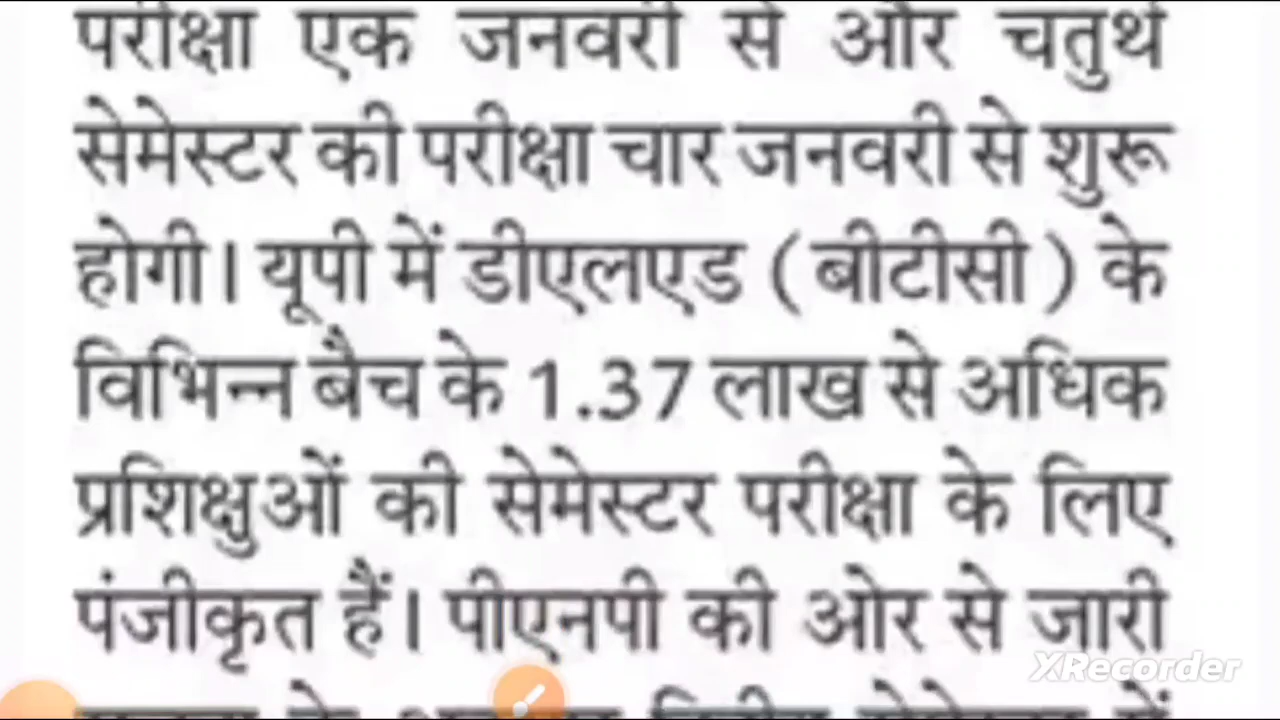 परीक्षा एक जनवरी से और चतुर्थ
सेमेस्टर की परीक्षा चार जनवरी से शुरू
होगी। यूपी में डीएलएड (बीटीसी) के
विभिन्न बैच के 1.37 लाख से अधिक
प्रशिक्षुओं की सेमेस्टर परीक्षा के लिए
पंजीकृत हैं। पीएनपी की ओर से जारी
XRecorder